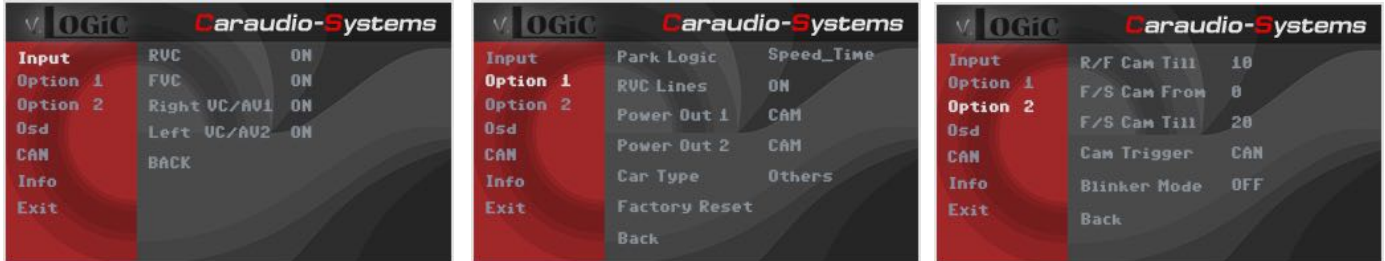 v.LOGiC Caraudio-Systems
Input
Option 1
Option 2
Osd
CAN
Info
Exit
RVC ON
FVC ON
Right VC/AV1 ON
Left VC/AV2 ON
BACK
v.LOGiC Caraudio-Systems
Input
Option 1
Option 2
Osd
CAN
Info
Exit
Park Logic Speed_Time
RVC Lines ON
Power Out 1 CAM
Power Out 2 CAM
Car Type Others
Factory Reset
Back
v.LOGiC Caraudio-Systems
Input
Option 1
Option 2
Osd
CAN
Info
Exit
R/F Cam Till 10
F/S Cam From 0
F/S Cam Till 20
Cam Trigger CAN
Blinker Mode OFF
Back